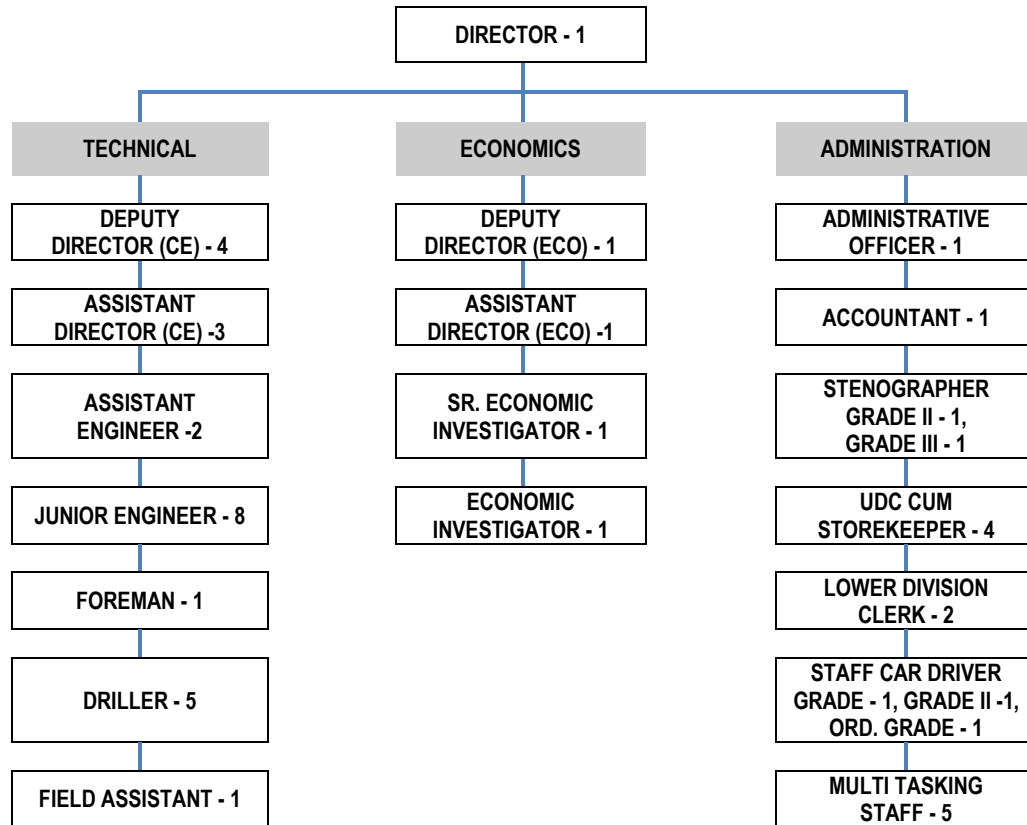 DIRECTOR - 1
TECHNICAL
DEPUTY
DIRECTOR (CE) - 4
ASSISTANT
DIRECTOR (CE) -3
ASSISTANT
ENGINEER -2
JUNIOR ENGINEER - 8
FOREMAN - 1
DRILLER - 5
FIELD ASSISTANT - 1
ECONOMICS
DEPUTY
DIRECTOR (ECO) - 1
ASSISTANT
DIRECTOR (ECO) -1
SR. ECONOMIC
INVESTIGATOR - 1
ECONOMIC
INVESTIGATOR - 1
ADMINISTRATION
ADMINISTRATIVE
OFFICER - 1
ACCOUNTANT - 1
STENOGRAPHER
GRADE II - 1,
GRADE III - 1
UDC CUM
STOREKEEPER - 4
LOWER DIVISION
CLERK - 2
STAFF CAR DRIVER
GRADE - 1, GRADE II -1,
ORD. GRADE - 1
MULTI TASKING
STAFF - 5